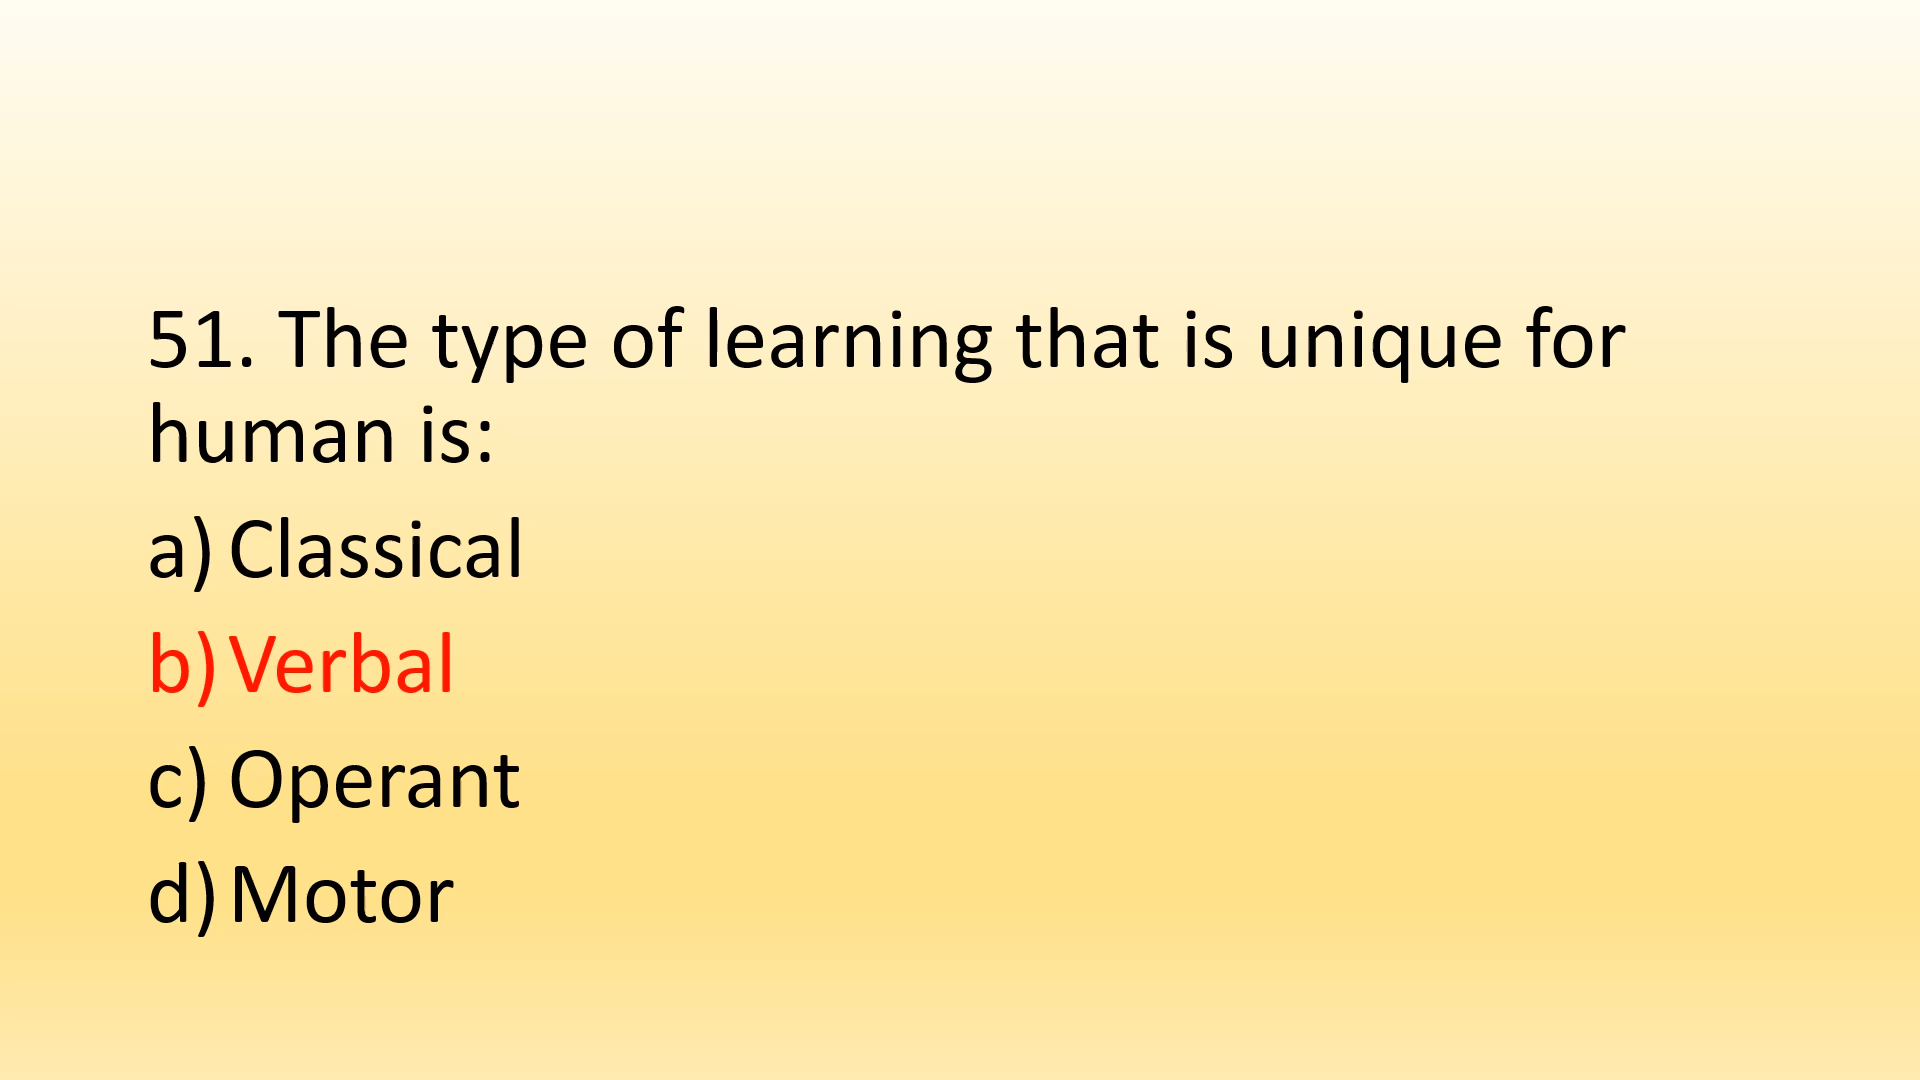 51. The type of learning that is unique for
human is:
a) Classical
b) Verbal
c) Operant
d) Motor